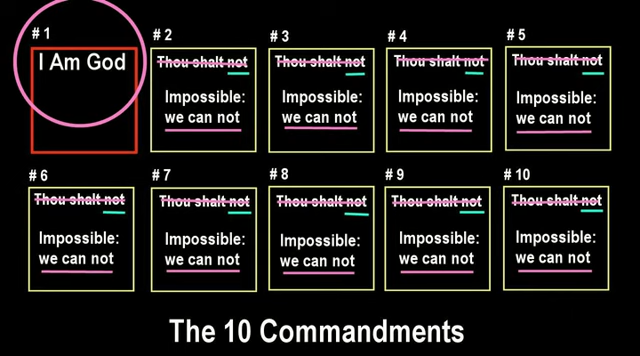 # 1
I Am God
# 2
Thou shalt not
Impossible:
we can not
# 3
Thou shalt not
Impossible:
we can not
# 4
Thou shalt not
Impossible:
we can not
# 5
Thou shalt not
Impossible:
we can not
# 6
Thou shalt not
Impossible:
we can not
# 7
Thou shalt not
Impossible:
we can not
# 8
Thou shalt not
Impossible:
we can not
# 9
Thou shalt not
Impossible:
we can not
# 10
Thou shalt not
Impossible:
we can not
The 10 Commandments